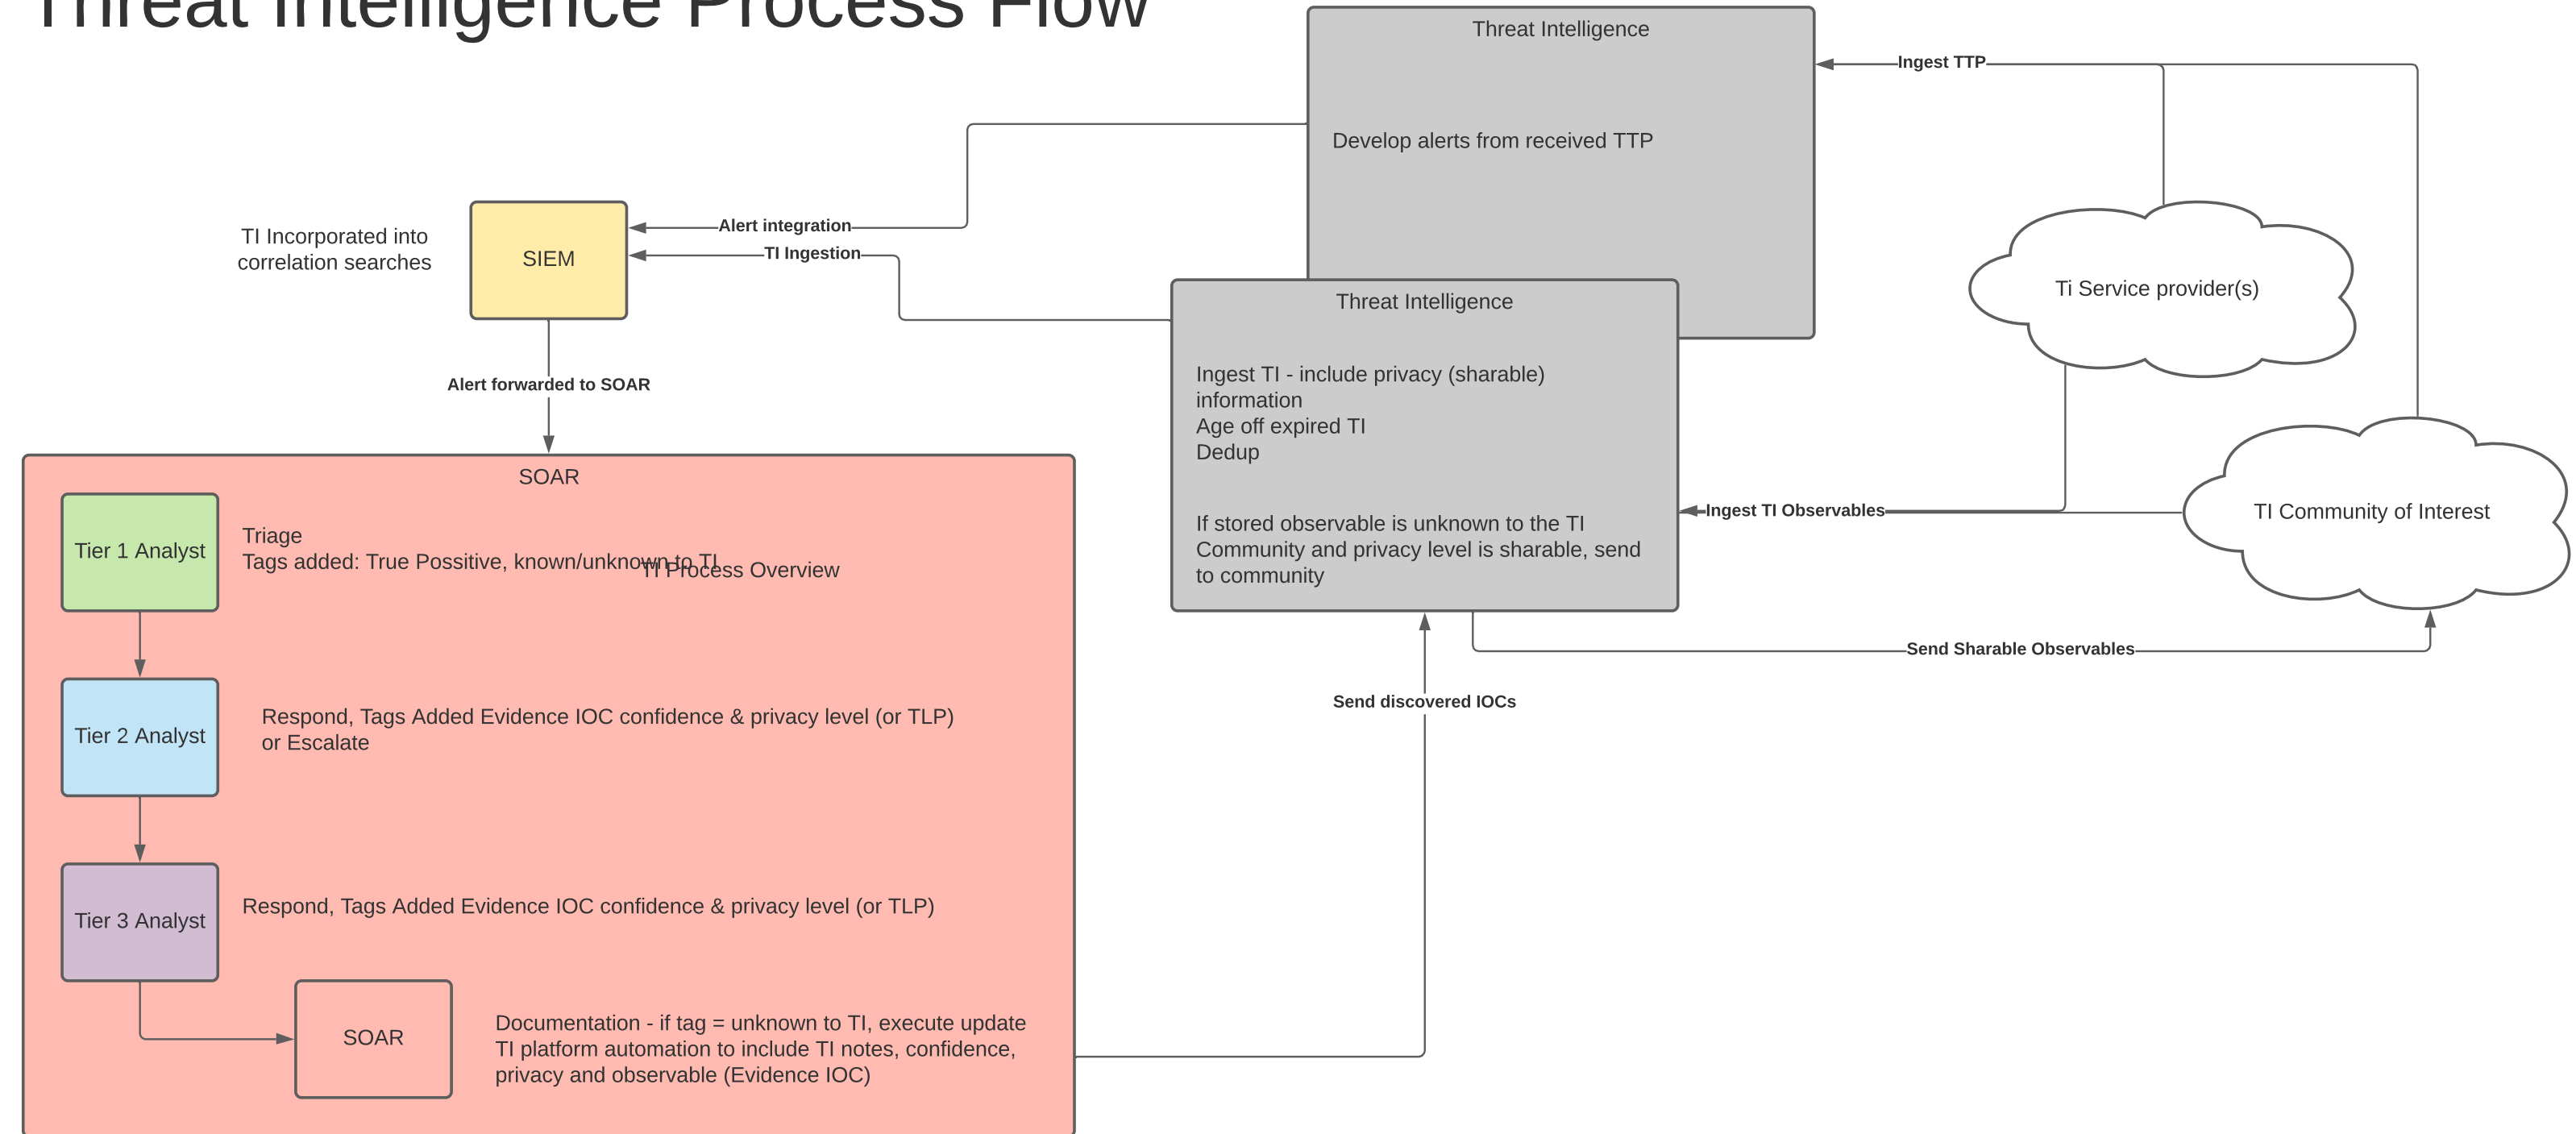 Threat Intelligence Process Flow
Threat Intelligence
Ingest TTP
Develop alerts from received TTP
Alert integration
TI Ingestion
TI Incorporated into
correlation searches
SIEM
Threat Intelligence
Ti Service provider(s)
Alert forwarded to SOAR
Ingest TI - include privacy (sharable)
information
Age off expired TI
Dedup
If stored observable is unknown to the TI
Community and privacy level is sharable, send
to community
Ingest TI Observables
TI Community of Interest
Send Sharable Observables
Send discovered IOCs
SOAR
Tier 1 Analyst
Triage
Tags added: True Possitive, known/unknown to TI
TI Process Overview
Tier 2 Analyst
Respond, Tags Added Evidence IOC confidence & privacy level (or TLP)
or Escalate
Tier 3 Analyst
Respond, Tags Added Evidence IOC confidence & privacy level (or TLP)
SOAR
Documentation - if tag = unknown to TI, execute update
TI platform automation to include TI notes, confidence,
privacy and observable (Evidence IOC)